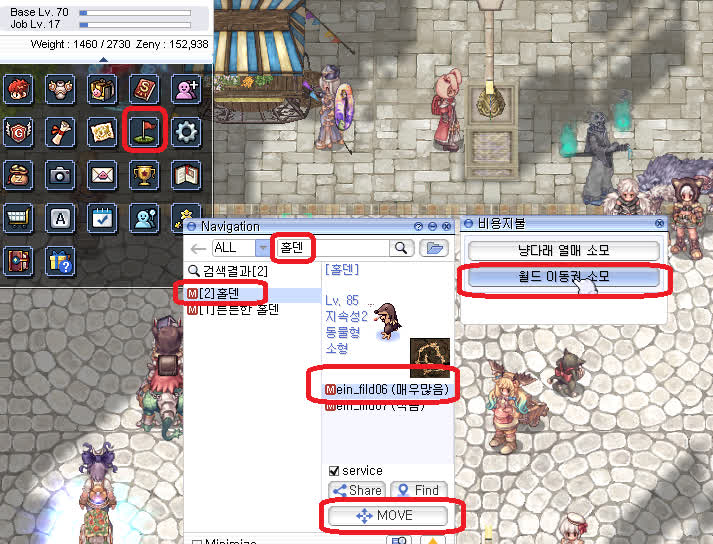 Base Lv. 70
Job Lv. 17
Weight : 1460 / 2730 Zeny : 152,938
Navigation
ALL
홀덴
검색결과[2]
[2]홀덴
[1]튼튼한 홀덴
[홀덴]
Lv. 85
지속성2
동물형
소형
ein_fild06 (매우많음)
ein_fild07 (적음)
service
Share
Find
MOVE
Minimize
비용지불
냥다래 열매 소모
월드 이동권 소모